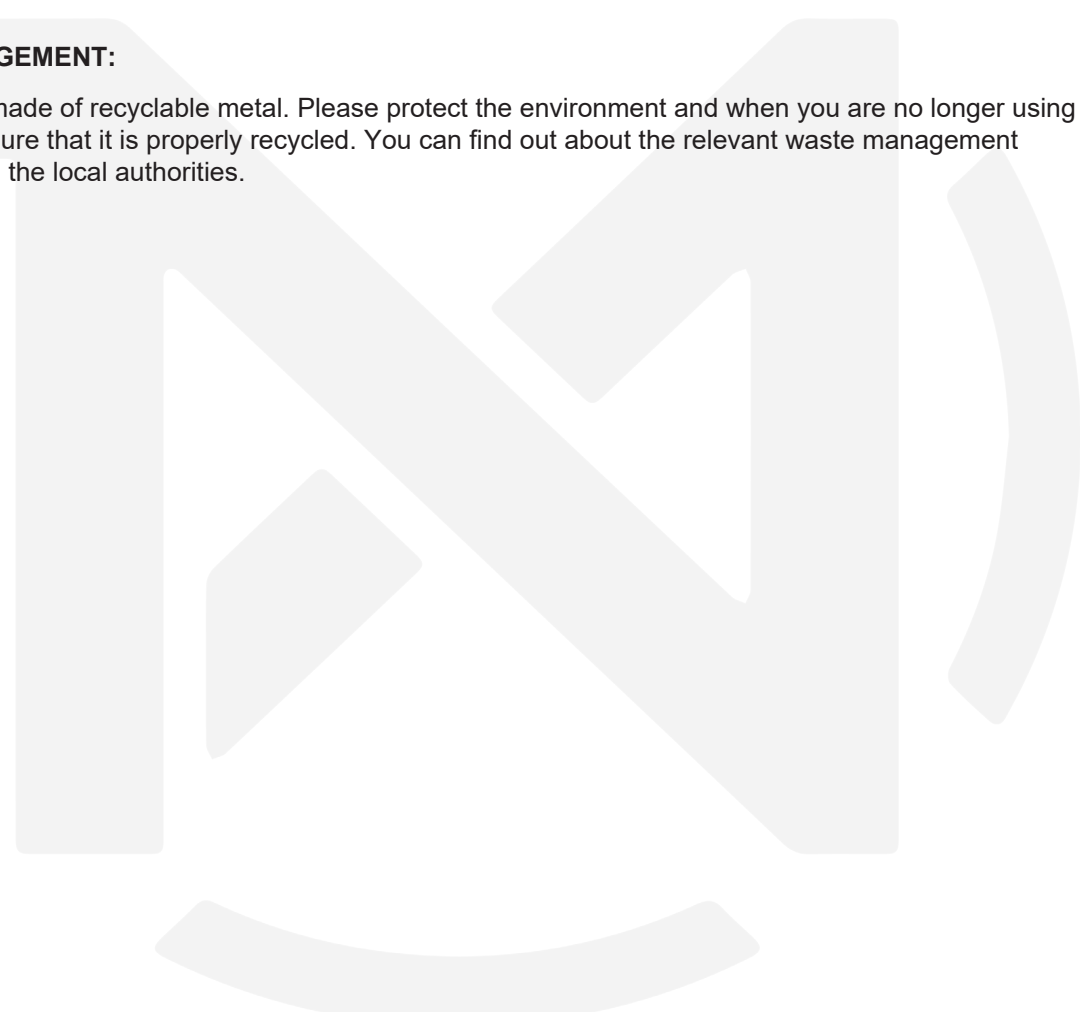 GEMENT:
made of recyclable metal. Please protect the environment and when you are no longer using
ure that it is properly recycled. You can find out about the relevant waste management
the local authorities.